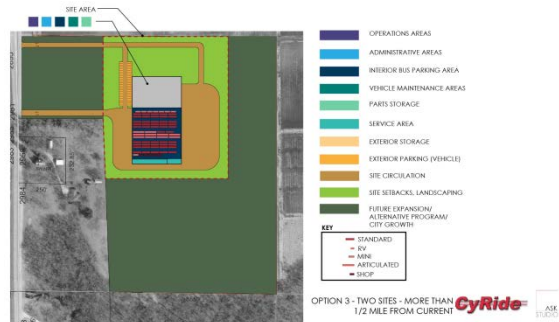 SITE AREA
OPERATIONS AREAS
ADMINISTRATIVE AREAS
INTERIOR BUS PARKING AREA
VEHICLE MAINTENANCE AREAS
PARTS STORAGE
SERVICE AREA
EXTERIOR STORAGE
EXTERIOR PARKING (VEHICLE)
SITE CIRCULATION
SITE SETBACKS, LANDSCAPING
FUTURE EXPANSION/
ALTERNATIVE PROGRAM/
CITY GROWTH
KEY
STANDARD
RV
MINI
ARTICULATED
SHOP
OPTION 3 - TWO SITES - MORE THAN
1/2 MILE FROM CURRENT
CyRide
ASK
STUDIO